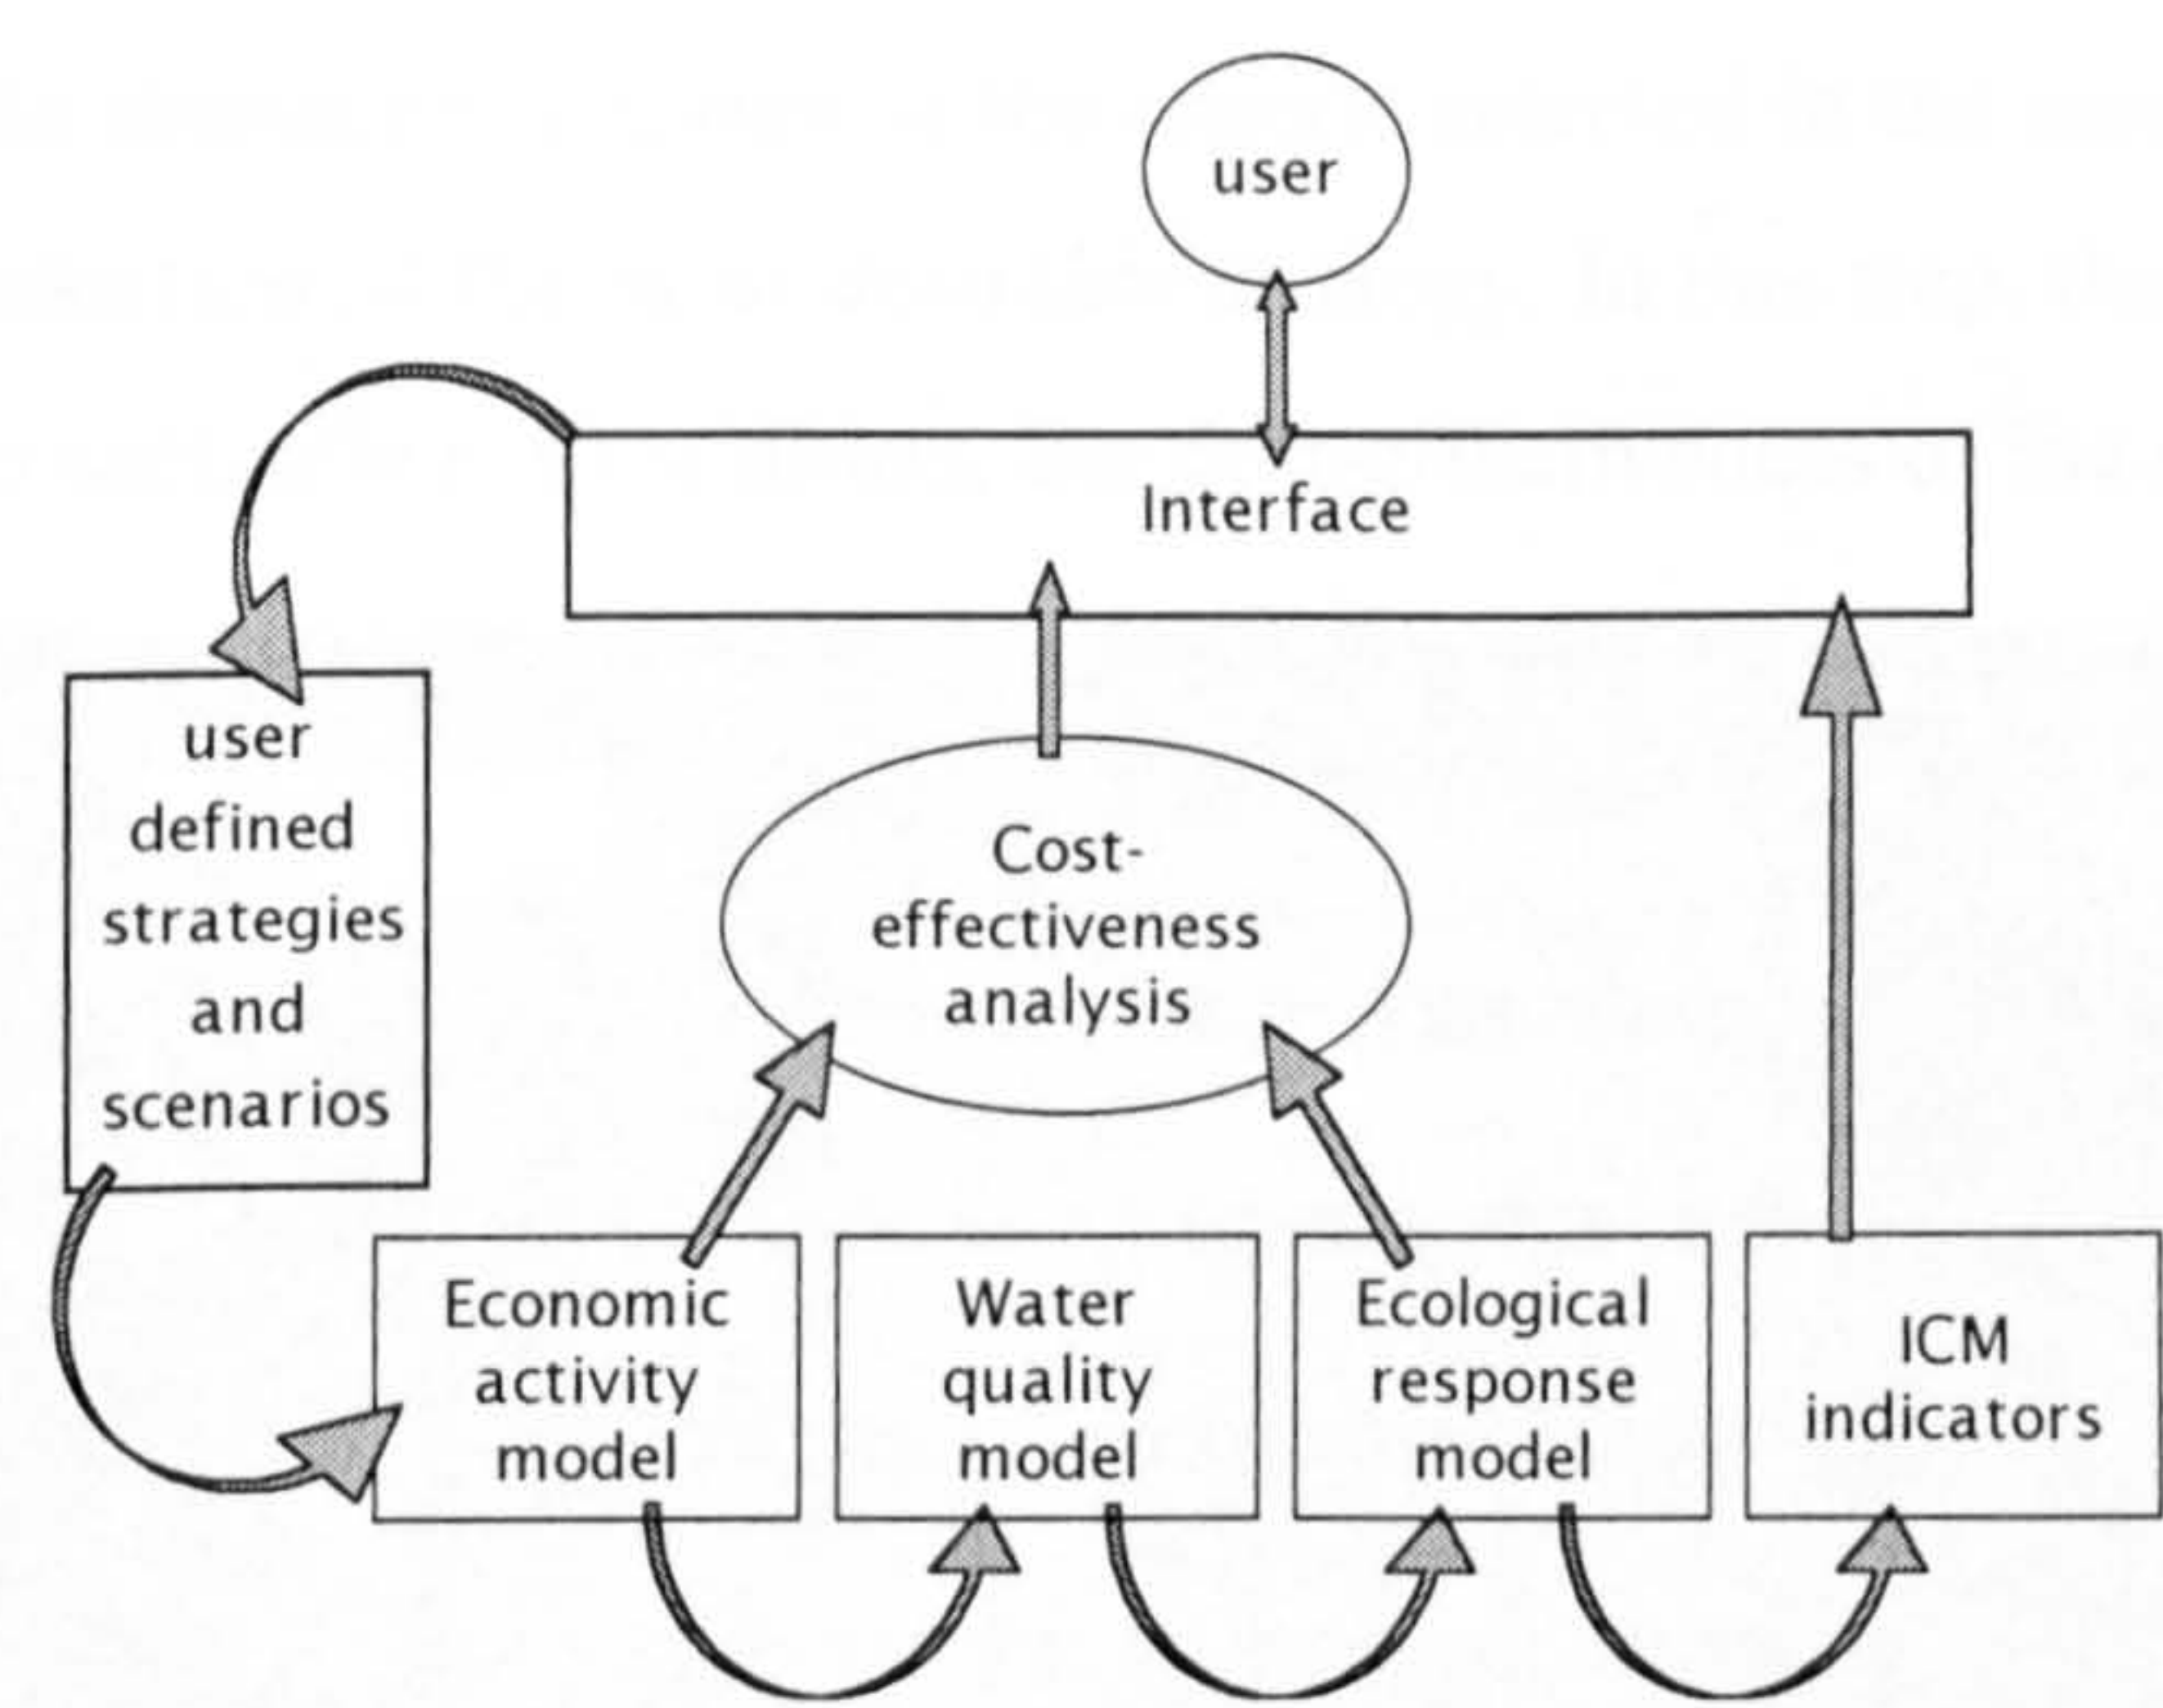 user
Interface
user
defined
strategies
and
scenarios
Cost-
effectiveness
analysis
Economic
activity
model
Water
quality
model
Ecological
response
model
ICM
indicators